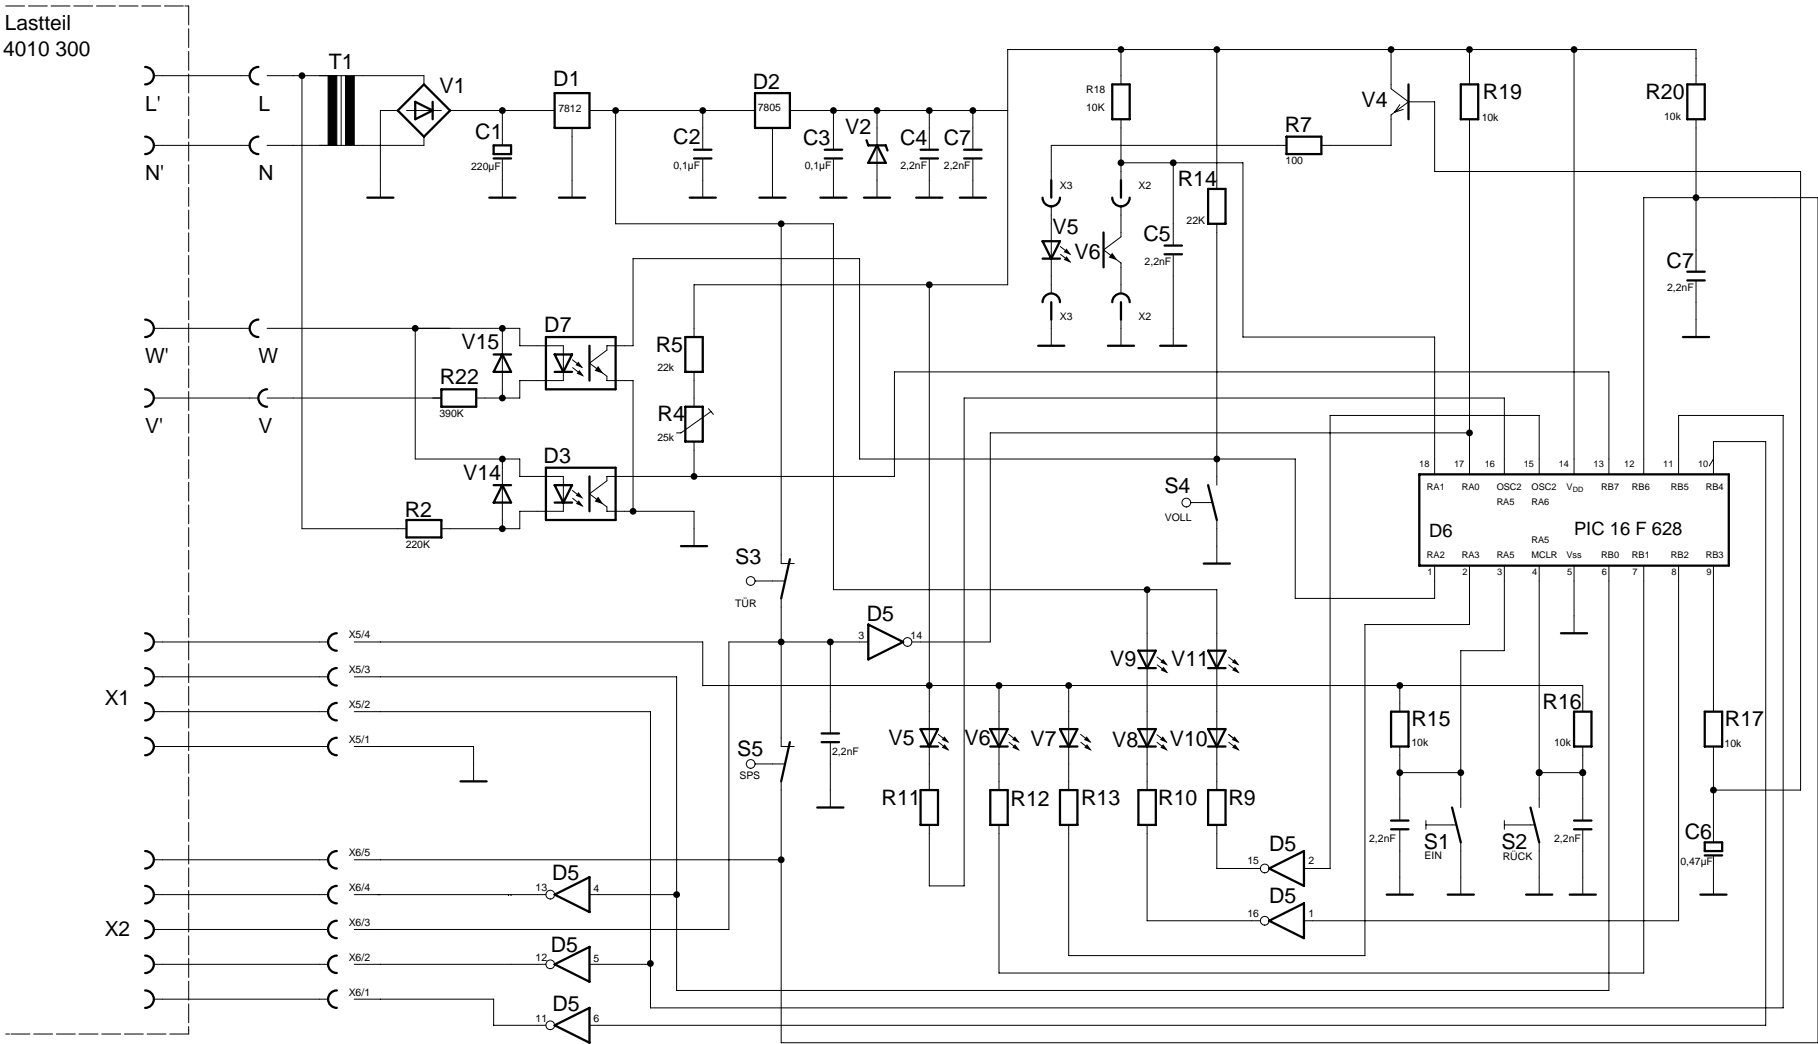 Lastteil
4010 300
T1
V1
D1
7812
D2
7805
L'
L
N'
N
C1
220µF
C2
0,1µF
C3
0,1µF
V2
C4
2,2nF
C7
2,2nF
R18
10K
V4
R19
10k
R20
10k
R7
100
X3
X2
R14
22K
V5
V6
C5
2,2nF
C7
2,2nF
X3
X2
W'
W
V15
D7
R22
390K
R5
22k
V'
V
R4
25k
V14
D3
R2
220K
S4
VOLL
18
17
16
15
14
13
12
11
10
RA1
RA0
OSC2
RA5
OSC2
RA6
VDD
RB7
RB6
RB5
RB4
D6
PIC 16 F 628
RA2
RA3
RA5
RA5
MCLR
Vss
RB0
RB1
RB2
RB3
1
2
3
4
5
6
7
8
9
S3
TÜR
D5
3
14
X1
X5/4
X5/3
X5/2
X5/1
V9
V11
S5
SPS
2,2nF
V5
V6
V7
V8
V10
R15
10k
R16
10k
R17
10k
R11
R12
R13
R10
R9
2,2nF
S1
EIN
S2
RÜCK
2,2nF
C6
0,47µF
D5
15
2
D5
16
1
X2
X6/5
X6/4
X6/3
X6/2
X6/1
D5
13
4
D5
12
5
D5
11
6